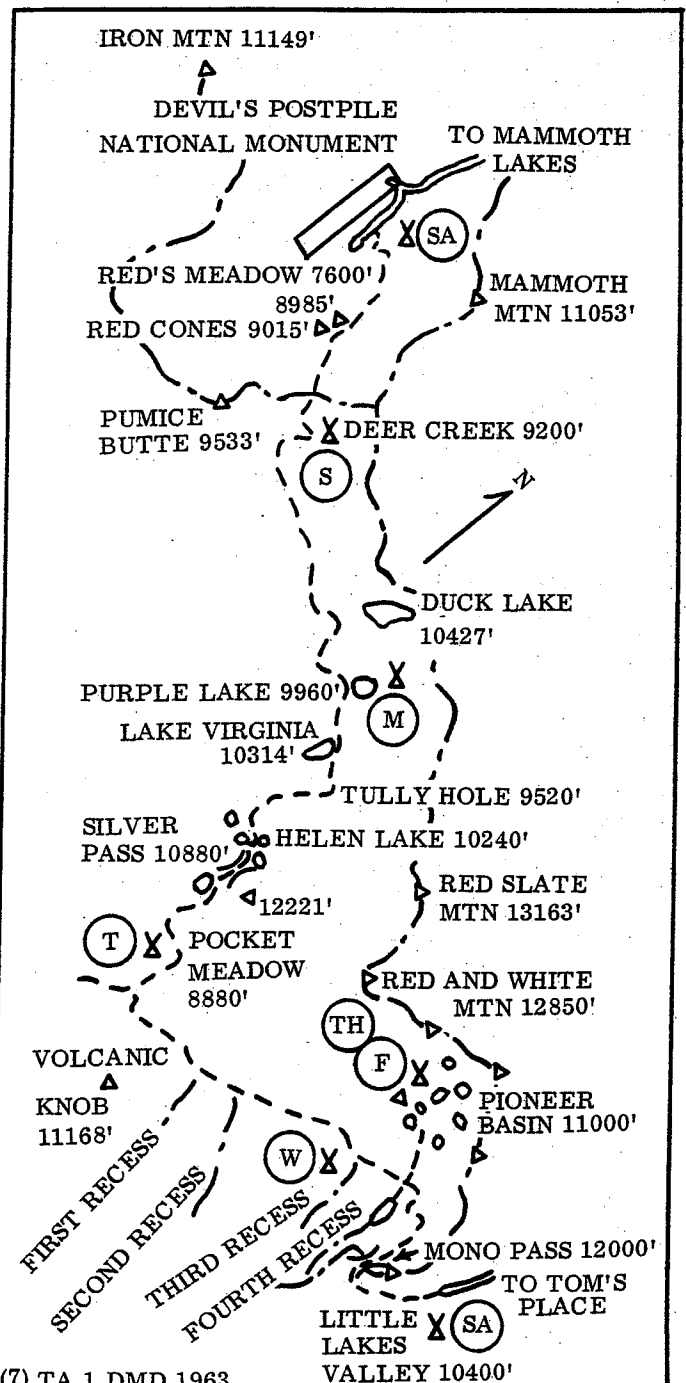 IRON MTN 11149'
DEVIL'S POSTPILE
NATIONAL MONUMENT
TO MAMMOTH
LAKES
SA
RED'S MEADOW 7600'
8985'
RED CONES 9015'
MAMMOTH
MTN 11053'
PUMICE
BUTTE 9533'
DEER CREEK 9200'
S
N
DUCK LAKE
10427'
PURPLE LAKE 9960'
M
LAKE VIRGINIA
10314'
TULLY HOLE 9520'
SILVER
PASS 10880'
HELEN LAKE 10240'
12221'
RED SLATE
MTN 13163'
T
POCKET
MEADOW
8880'
RED AND WHITE
MTN 12850'
TH
F
VOLCANIC
KNOB
11168'
PIONEER
BASIN 11000'
W
FIRST RECESS
SECOND RECESS
THIRD RECESS
FOURTH RECESS
MONO PASS 12000'
TO TOM'S
PLACE
LITTLE
LAKES
VALLEY 10400'
SA
(7) TA 1 DMD 1963